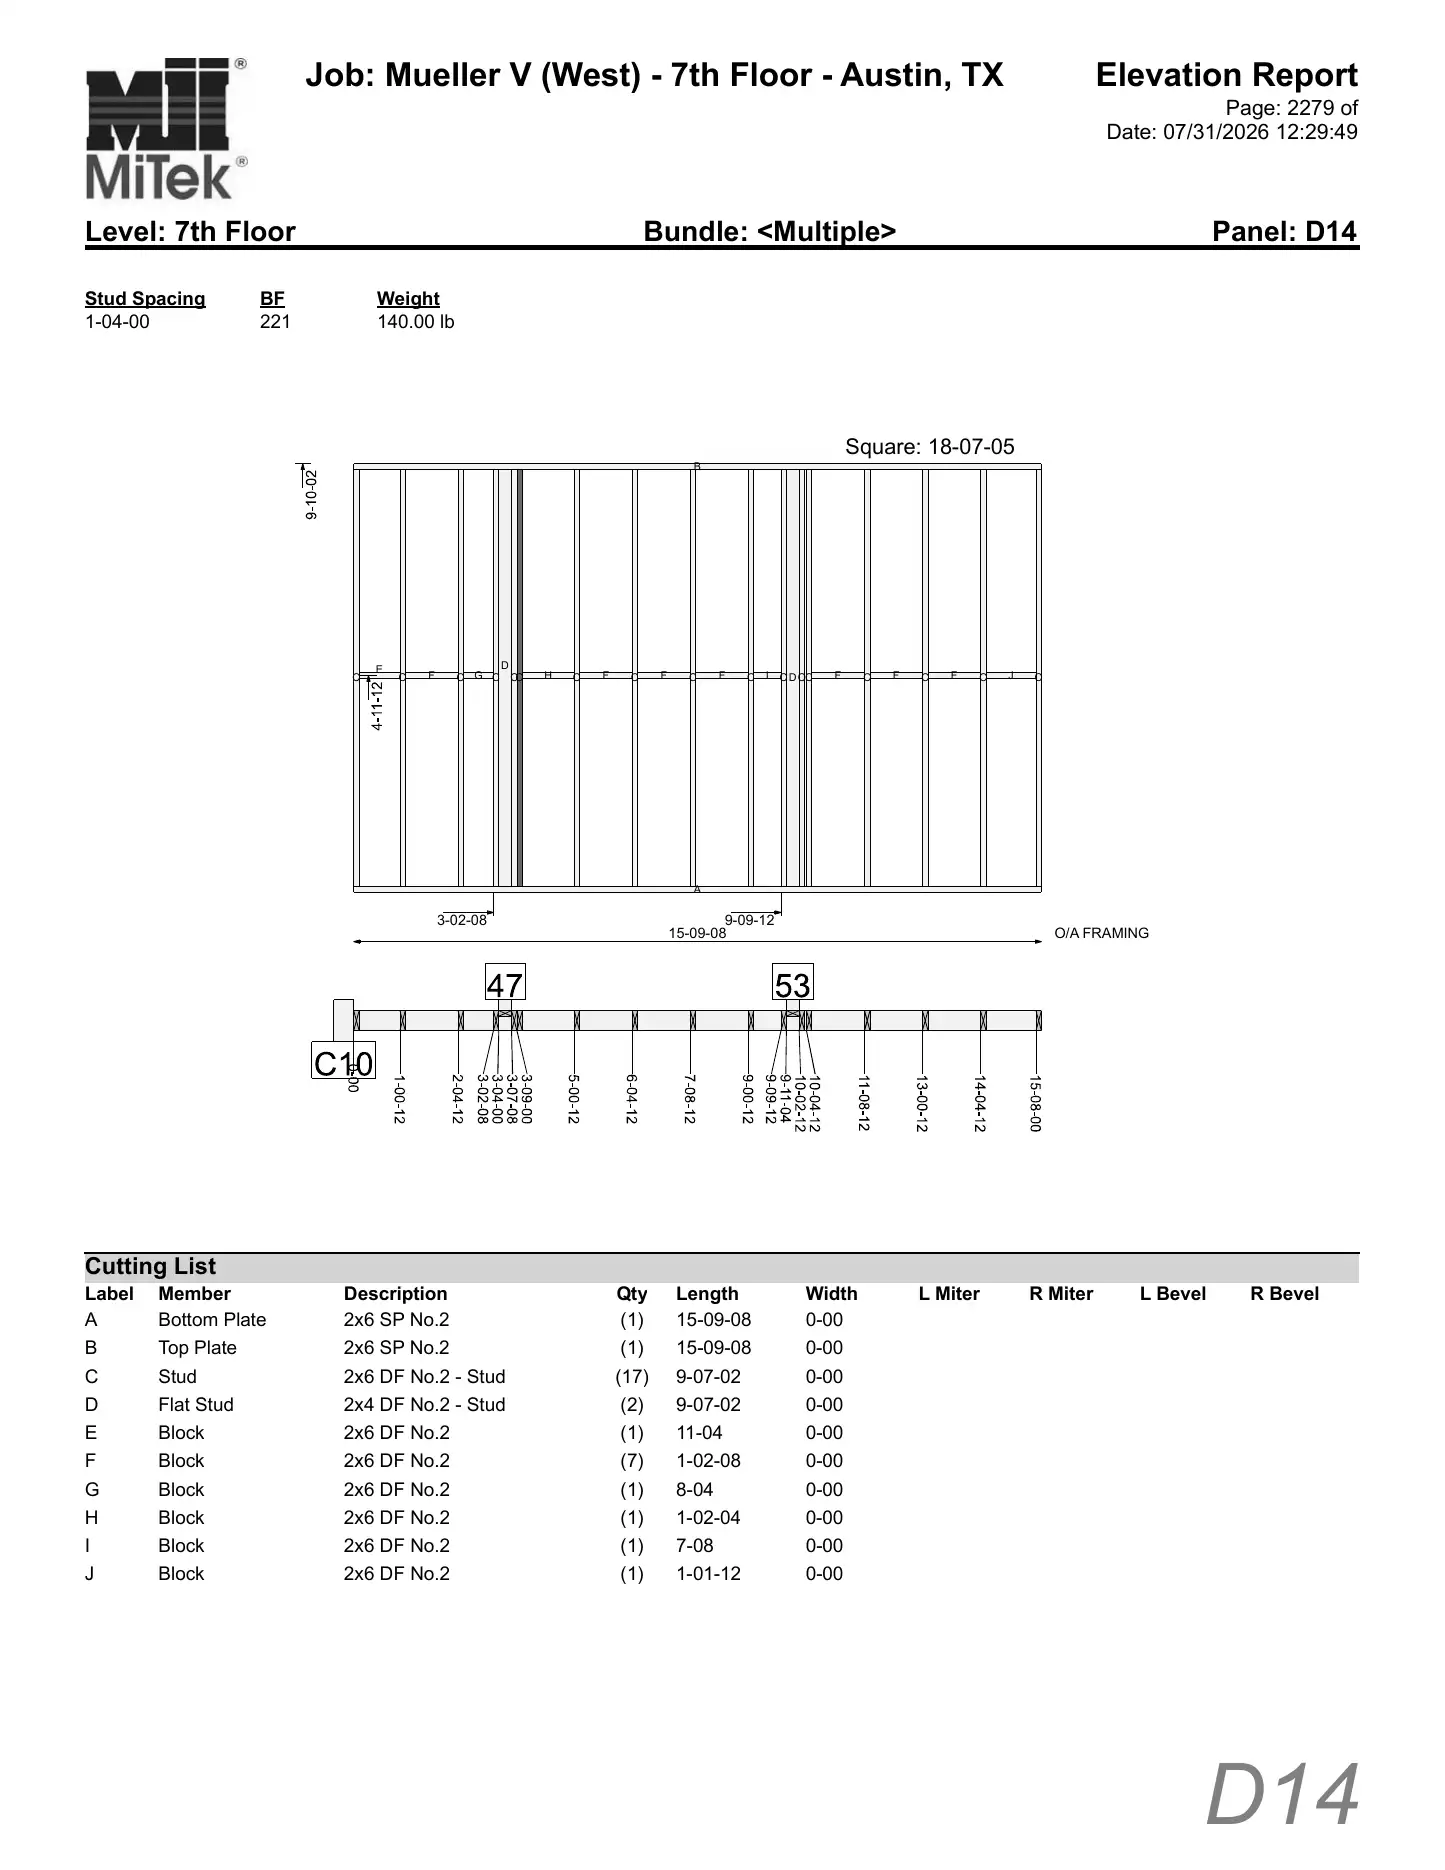 Job: Mueller V (West) - 7th Floor - Austin, TX
Elevation Report
Page: 2279 of
Date: 07/31/2026 12:29:49
MiTek®
Level: 7th Floor Bundle: <Multiple> Panel: D14
Stud Spacing BF Weight
1-04-00 221 140.00 lb
Square: 18-07-05
B
9-10-02
F F G D H F F F I D F F F J
4-11-12
A
3-02-08 9-09-12
15-09-08 O/A FRAMING
47 53
C10
0-00 1-00-12 2-04-12 3-02-08 3-04-00 3-07-08 3-09-00 5-00-12 6-04-12 7-08-12 9-00-12 9-09-12 9-11-04 10-02-12 10-04-12 11-08-12 13-00-12 14-04-12 15-08-00
Cutting List
Label Member Description Qty Length Width L Miter R Miter L Bevel R Bevel
A Bottom Plate 2x6 SP No.2 (1) 15-09-08 0-00
B Top Plate 2x6 SP No.2 (1) 15-09-08 0-00
C Stud 2x6 DF No.2 - Stud (17) 9-07-02 0-00
D Flat Stud 2x4 DF No.2 - Stud (2) 9-07-02 0-00
E Block 2x6 DF No.2 (1) 11-04 0-00
F Block 2x6 DF No.2 (7) 1-02-08 0-00
G Block 2x6 DF No.2 (1) 8-04 0-00
H Block 2x6 DF No.2 (1) 1-02-04 0-00
I Block 2x6 DF No.2 (1) 7-08 0-00
J Block 2x6 DF No.2 (1) 1-01-12 0-00
D14